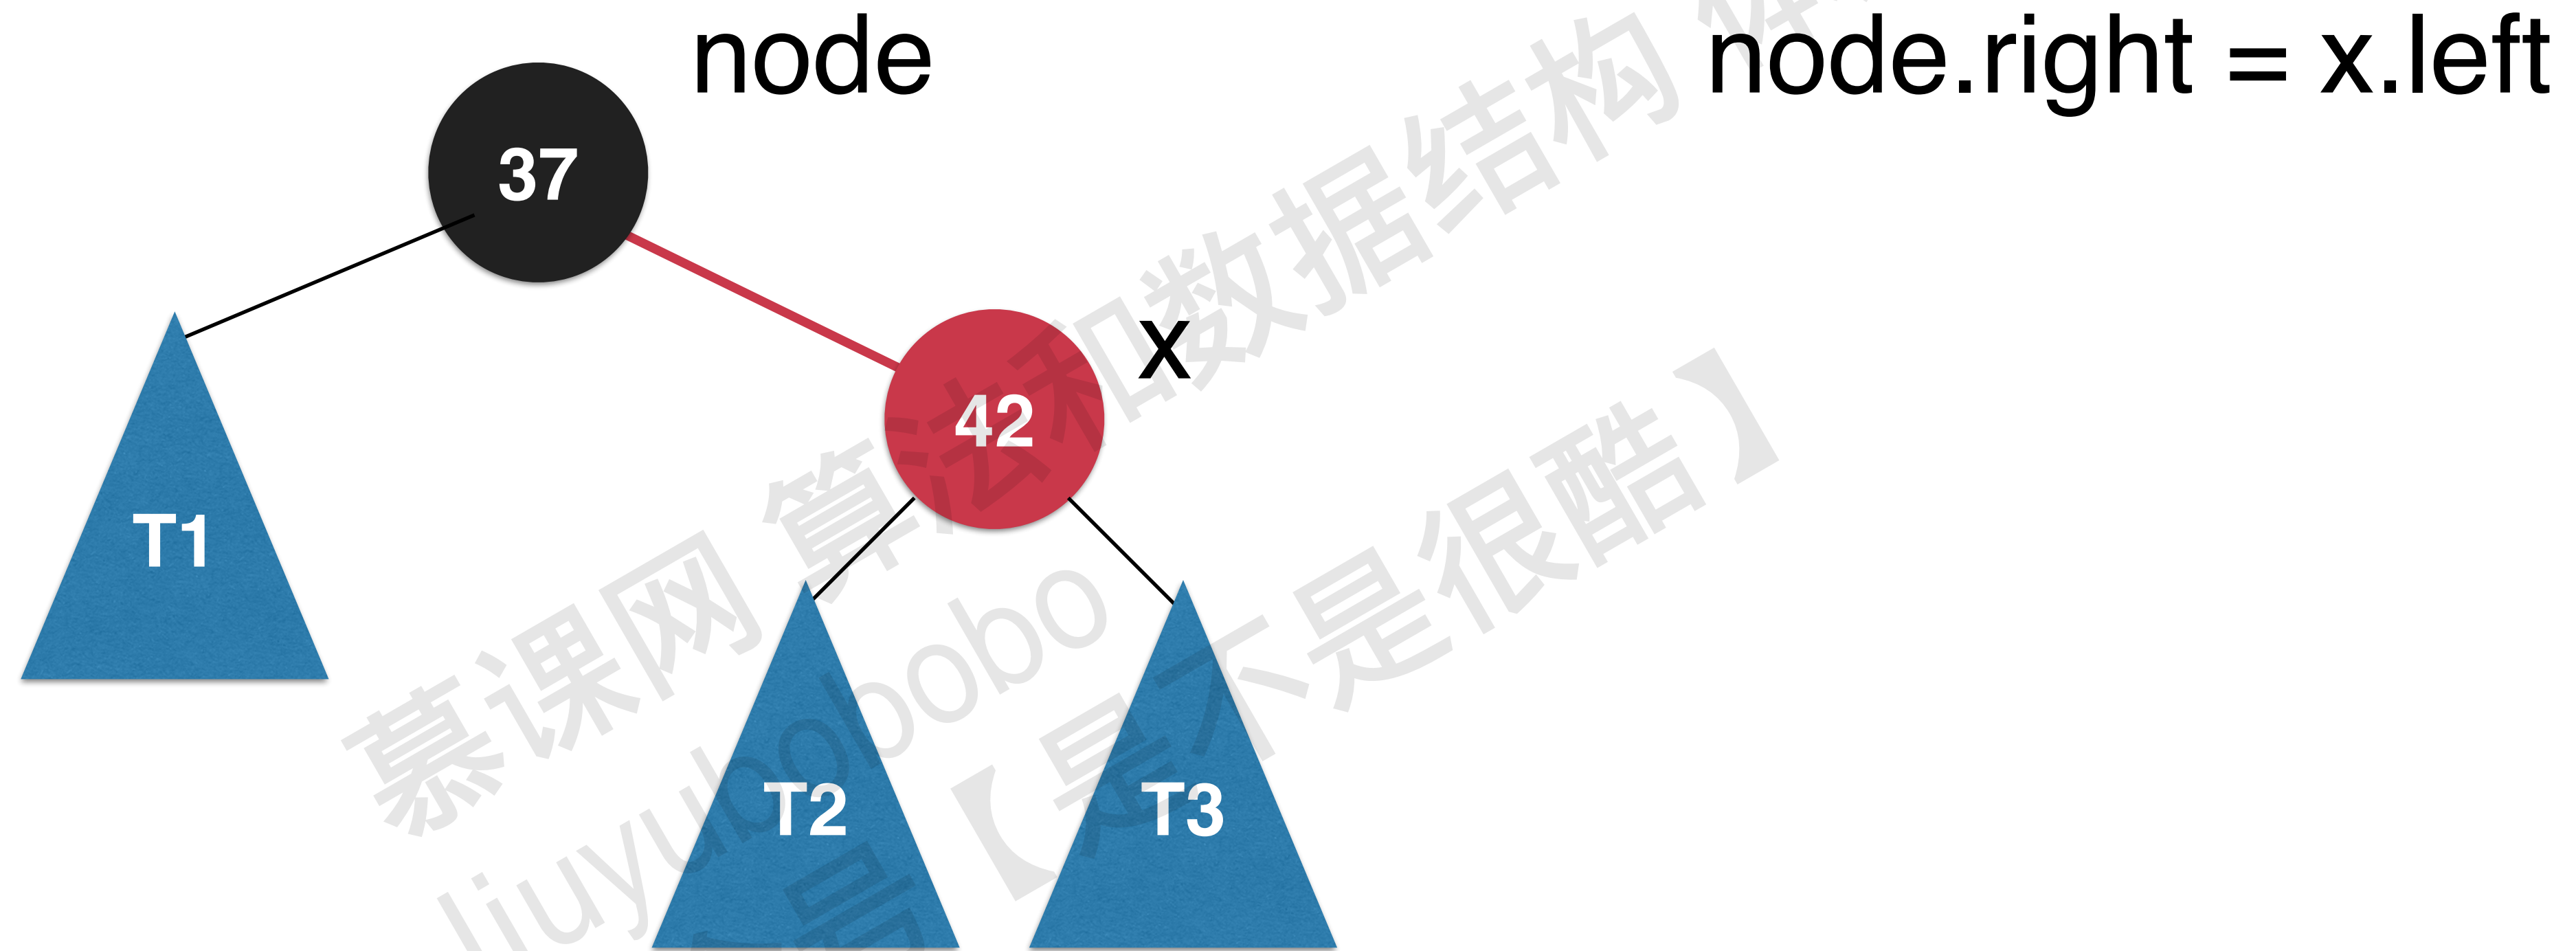 node
node.right = x.left
37
x
42
T1
T2
T3
慕课网 算法和数据结构
liuyubobobo
号【是不是很酷】